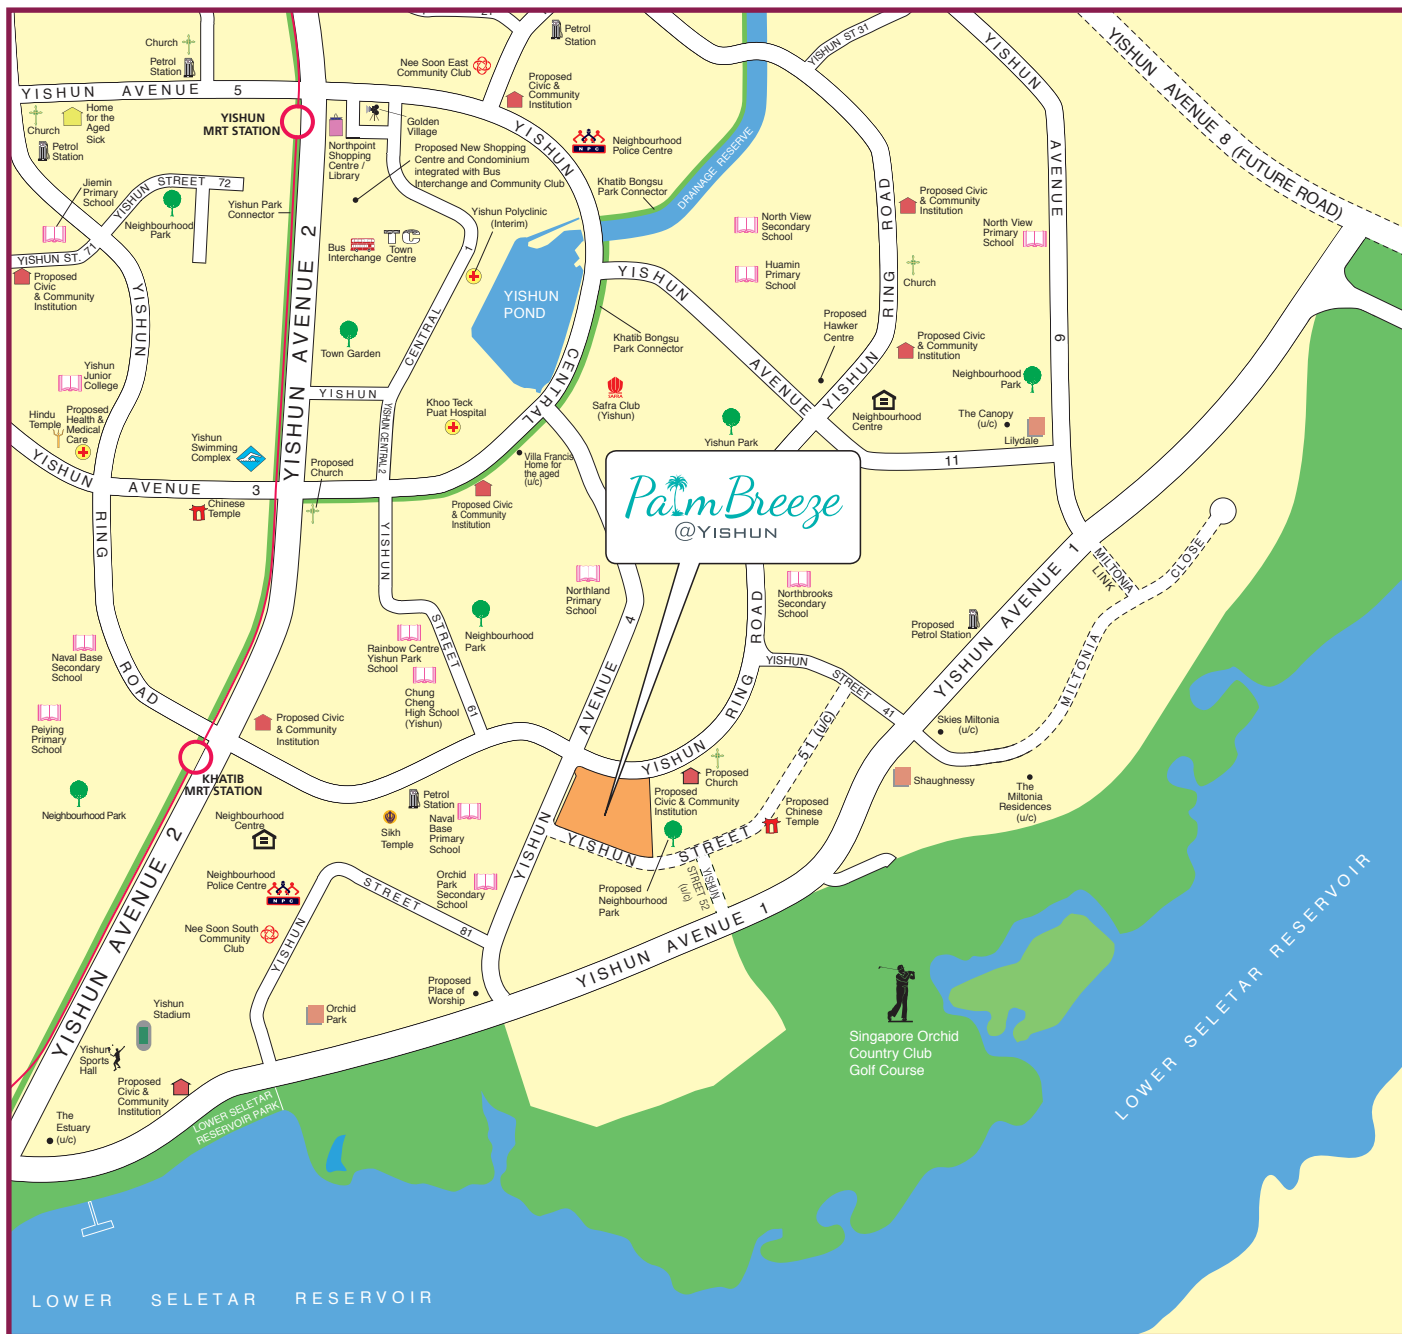 Church
Petrol
Station
YISHUN AVENUE 5
Church
Home
for the
Aged
Sick
Petrol
Station
YISHUN
MRT STATION
Nee Soon East
Community Club
Petrol
Station
Proposed
Civic &
Community
Institution
Golden
Village
Northpoint
Shopping
Centre /
Library
Proposed New Shopping
Centre and Condominium
integrated with Bus
Interchange and Community Club
YISHUN
CENTRAL
Neighbourhood
Police Centre
Khatib Bongsu
Park Connector
DRAINAGE RESERVE
YISHUN ST 31
YISHUN
AVENUE
6
YISHUN AVENUE 8 (FUTURE ROAD)
Jiemin
Primary
School
YISHUN STREET 72
Neighbourhood
Park
Yishun Park
Connector
YISHUN AVENUE 2
YISHUN ST. 71
Proposed
Civic
& Community
Institution
Bus
Interchange
TC
Town
Centre
Yishun Polyclinic
(Interim)
YISHUN
POND
North View
Secondary
School
Huamin
Primary
School
Proposed Civic
& Community
Institution
North View
Primary
School
Church
YISHUN RING ROAD
YISHUN
AVENUE
11
Proposed
Hawker
Centre
Proposed Civic
& Community
Institution
Neighbourhood
Park
Neighbourhood
Centre
The Canopy
(u/c)
Lilydale
Khatib Bongsu
Park Connector
SAFRA
Safra Club
(Yishun)
Yishun Park
Town Garden
YISHUN
CENTRAL
1
YISHUN CENTRAL 2
Khoo Teck
Puat Hospital
Villa Francis
Home for
the aged
(u/c)
Proposed Civic
& Community
Institution
Yishun
Junior
College
Hindu
Temple
Proposed
Health &
Medical
Care
Yishun
Swimming
Complex
Proposed
Church
Chinese
Temple
YISHUN AVENUE 3
YISHUN
RING
ROAD
Palm Breeze
@YISHUN
Northland
Primary
School
Northbrooks
Secondary
School
Neighbourhood
Park
Rainbow Centre
Yishun Park
School
Chung
Cheng
High School
(Yishun)
YISHUN
STREET
61
AVENUE 4
YISHUN
RING
ROAD
YISHUN
STREET
41
YISHUN AVENUE 1
MILTONIA
LINK
MILTONIA
CLOSE
Proposed
Petrol Station
Skies Miltonia
(u/c)
Shaughnessy
The
Miltonia
Residences
(u/c)
Naval Base
Secondary
School
Peiying
Primary
School
Neighbourhood Park
KHATIB
MRT STATION
Proposed Civic
& Community
Institution
Neighbourhood
Centre
Petrol
Station
Sikh
Temple
Naval
Base
Primary
School
Orchid
Park
Secondary
School
Proposed
Church
Proposed
Civic & Community
Institution
Proposed
Chinese
Temple
Proposed
Neighbourhood
Park
YISHUN
STREET
51 (u/c)
YISHUN
STREET 52
(u/c)
YISHUN
YISHUN AVENUE 1
Neighbourhood
Police Centre
NPC
NPC
Nee Soon South
Community
Club
YISHUN
STREET
81
Proposed
Place of
Worship
Orchid
Park
YISHUN AVENUE 2
Yishun
Stadium
Yishun
Sports
Hall
Proposed
Civic &
Community
Institution
The
Estuary
(u/c)
LOWER SELETAR
RESERVOIR PARK
Singapore Orchid
Country Club
Golf Course
LOWER SELETAR RESERVOIR
LOWER SELETAR RESERVOIR